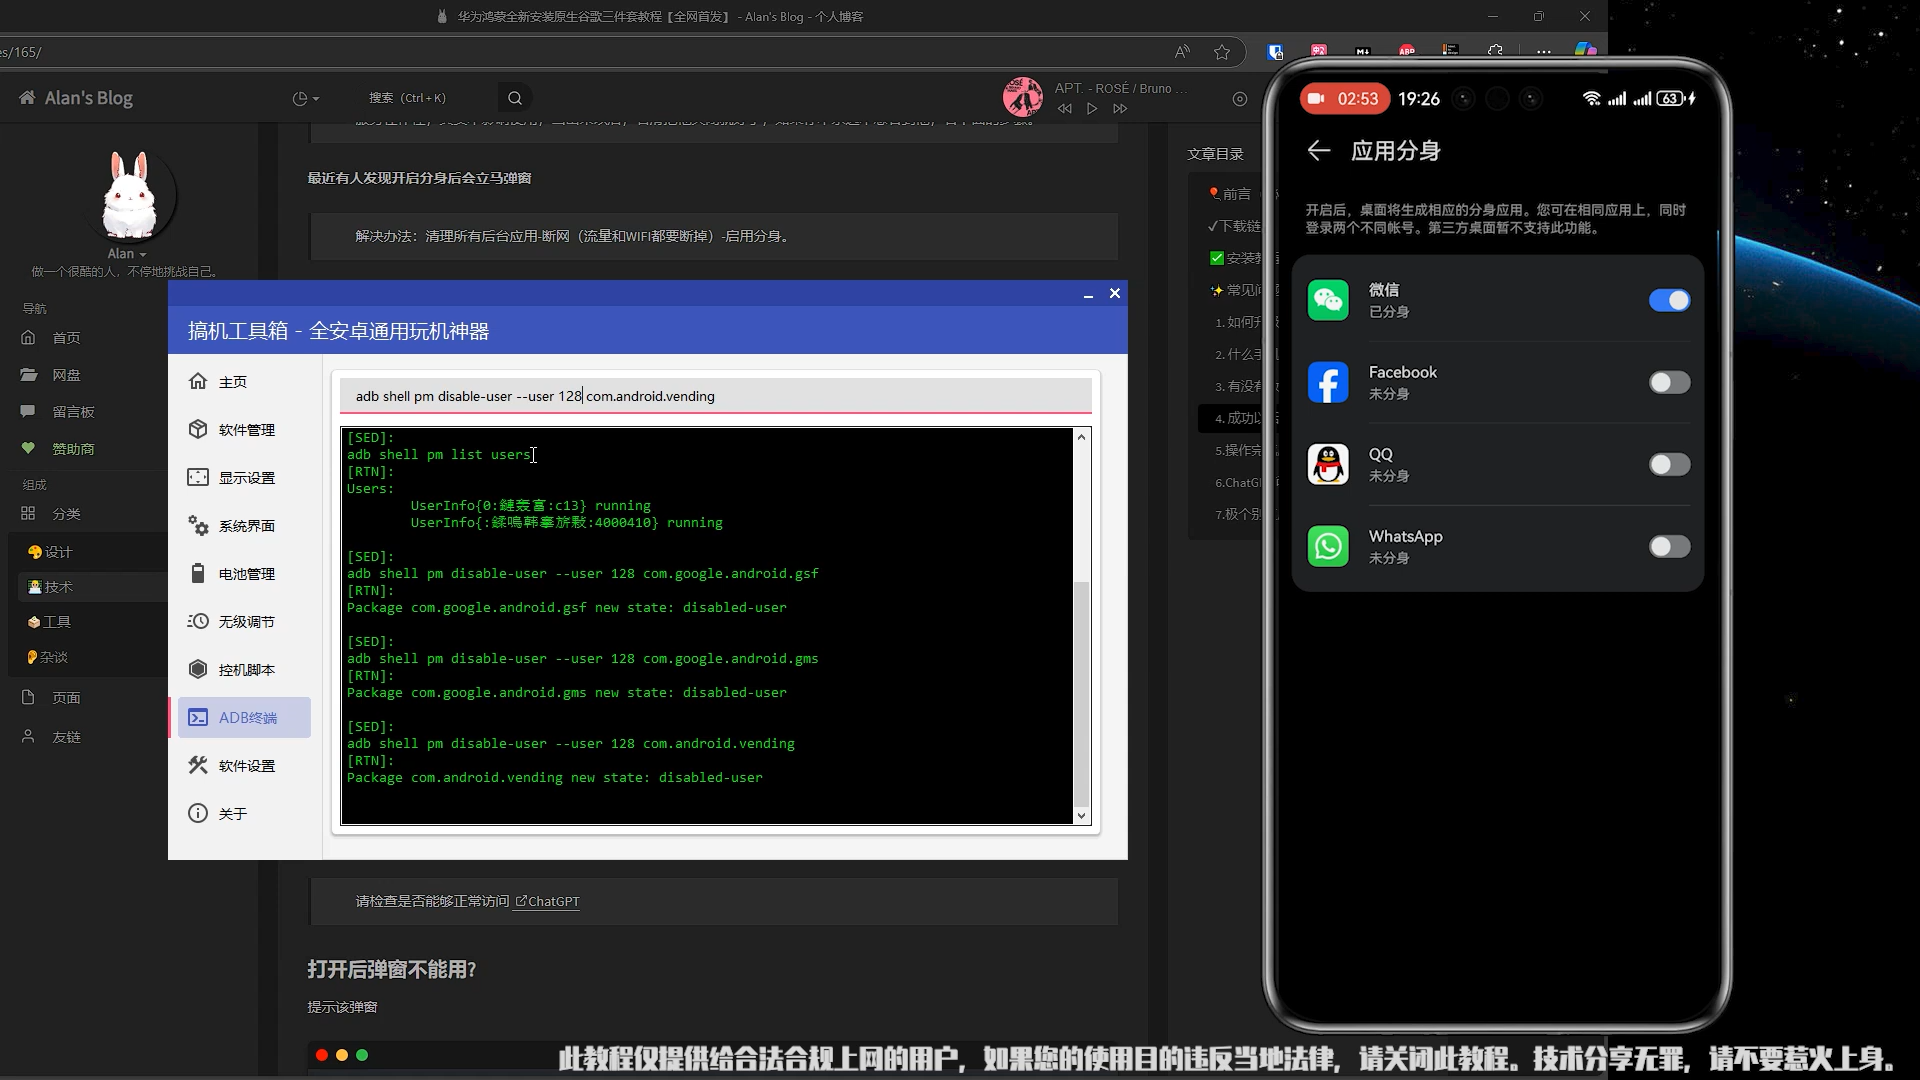 华为鸿蒙全新安装原生谷歌三件套教程【全网首发】 - Alan's Blog - 个人博客
es/165/
Alan's Blog
搜索 (Ctrl+K)
APT. - ROSÉ / Bruno ...
Alan
做一个很酷的人，不停地挑战自己。
导航
首页
网盘
留言板
赞助商
组成
分类
设计
技术
工具
杂谈
页面
友链
最近有人发现开启分身后会立马弹窗
解决办法：清理所有后台应用-断网（流量和WIFI都要断掉）-启用分身。
文章目录
前言
下载链
安装教
常见问
1. 如何升
2. 什么手
3. 有没有
4. 成功以
5.操作完
6.ChatG
7.极个别
搞机工具箱 - 全安卓通用玩机神器
主页
软件管理
显示设置
系统界面
电池管理
无级调节
控机脚本
ADB终端
软件设置
关于
adb shell pm disable-user --user 128 com.android.vending
[SED]:
adb shell pm list users
[RTN]:
Users:
UserInfo{0:鏈轰富:c13} running
[SED]:
adb shell pm disable-user --user 128 com.google.android.gsf
[RTN]:
Package com.google.android.gsf new state: disabled-user
[SED]:
adb shell pm disable-user --user 128 com.google.android.gms
[RTN]:
Package com.google.android.gms new state: disabled-user
[SED]:
adb shell pm disable-user --user 128 com.android.vending
[RTN]:
Package com.android.vending new state: disabled-user
请检查是否能够正常访问 ChatGPT
打开后弹窗不能用?
提示该弹窗
02:53 19:26 63
应用分身
开启后，桌面将生成相应的分身应用。您可在相同应用上，同时
登录两个不同帐号。第三方桌面暂不支持此功能。
微信
已分身
Facebook
未分身
QQ
未分身
WhatsApp
未分身
此教程仅提供给合法合规上网的用户，如果您的使用目的违反当地法律，请关闭此教程。技术分享无罪，请不要惹火上身。